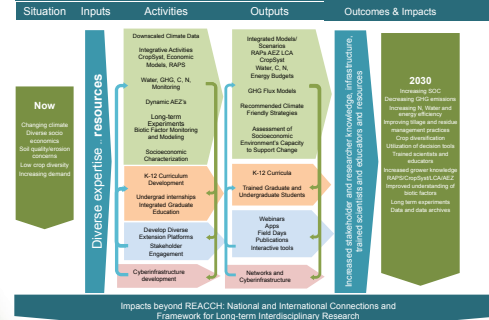 Situation
Inputs
Activities
Outputs
Outcomes & Impacts
Now
Changing climate
Diverse socio
economics
Soil quality/erosion
concerns
Low crop diversity
Increasing demand
Diverse expertise .. resources
Downscaled Climate Data
Integrative Activities
CropSyst, Economic
Models, RAPS
Water, GHG, C, N,
Monitoring
Dynamic AEZ's
Long-term
Experiments
Biotic Factor Monitoring
and Modeling
Socioeconomic
Characterization
K-12 Curriculum
Development
Undergrad internships
Integrated Graduate
Education
Develop Diverse
Extension Platforms
Stakeholder
Engagement
Cyberinfrastructure
development
Integrated Models/
Scenarios
RAPs AEZ LCA
CropSyst
Water, C, N,
Energy Budgets
GHG Flux Models
Recommended Climate
Friendly Strategies
Assessment of
Socioeconomic
Environment's Capacity
to Support Change
K-12 Curricula
Trained Graduate and
Undergraduate Students
Webinars
Apps
Field Days
Publications
Interactive tools
Networks and
Cyberinfrastructure
Increased stakeholder and researcher knowledge, infrastructure,
trained scientists and educators and resources
2030
Increasing SOC
Decreasing GHG emissions
Increasing N, Water and
energy efficiency
Improving tillage and residue
management practices
Crop diversification
Utilization of decision tools
Trained scientists and
educators
Increased grower knowledge
RAPS/CropSyst/LCA/AEZ
Improved understanding of
biotic factors
Long term experiments
Data and data archives
Impacts beyond REACCH: National and International Connections and
Framework for Long-term Interdisciplinary Research